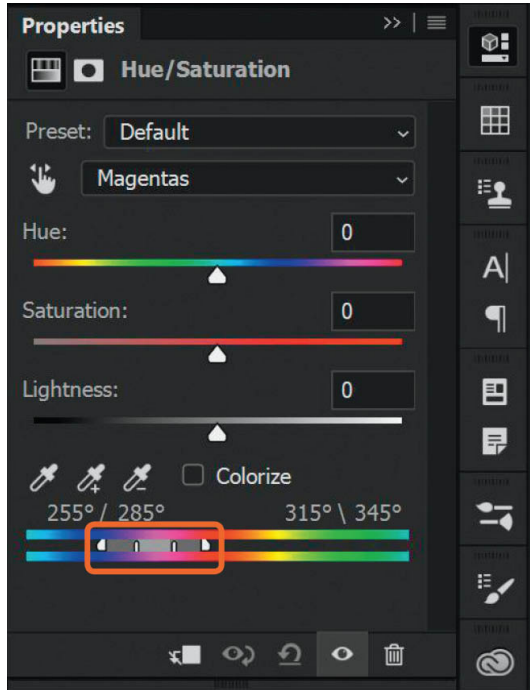 Properties
Hue/Saturation
Preset: Default
Magentas
Hue: 0
Saturation: 0
Lightness: 0
Colorize
255° / 285° 315° \ 345°